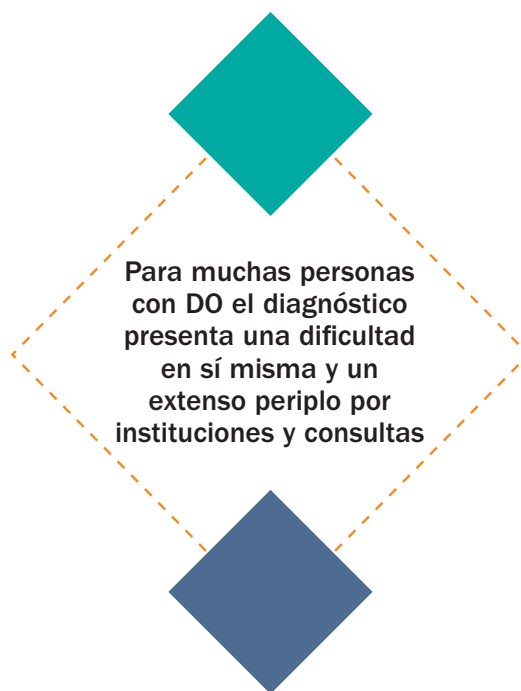 Para muchas personas
con DO el diagnóstico
presenta una dificultad
en sí misma y un
extenso periplo por
instituciones y consultas